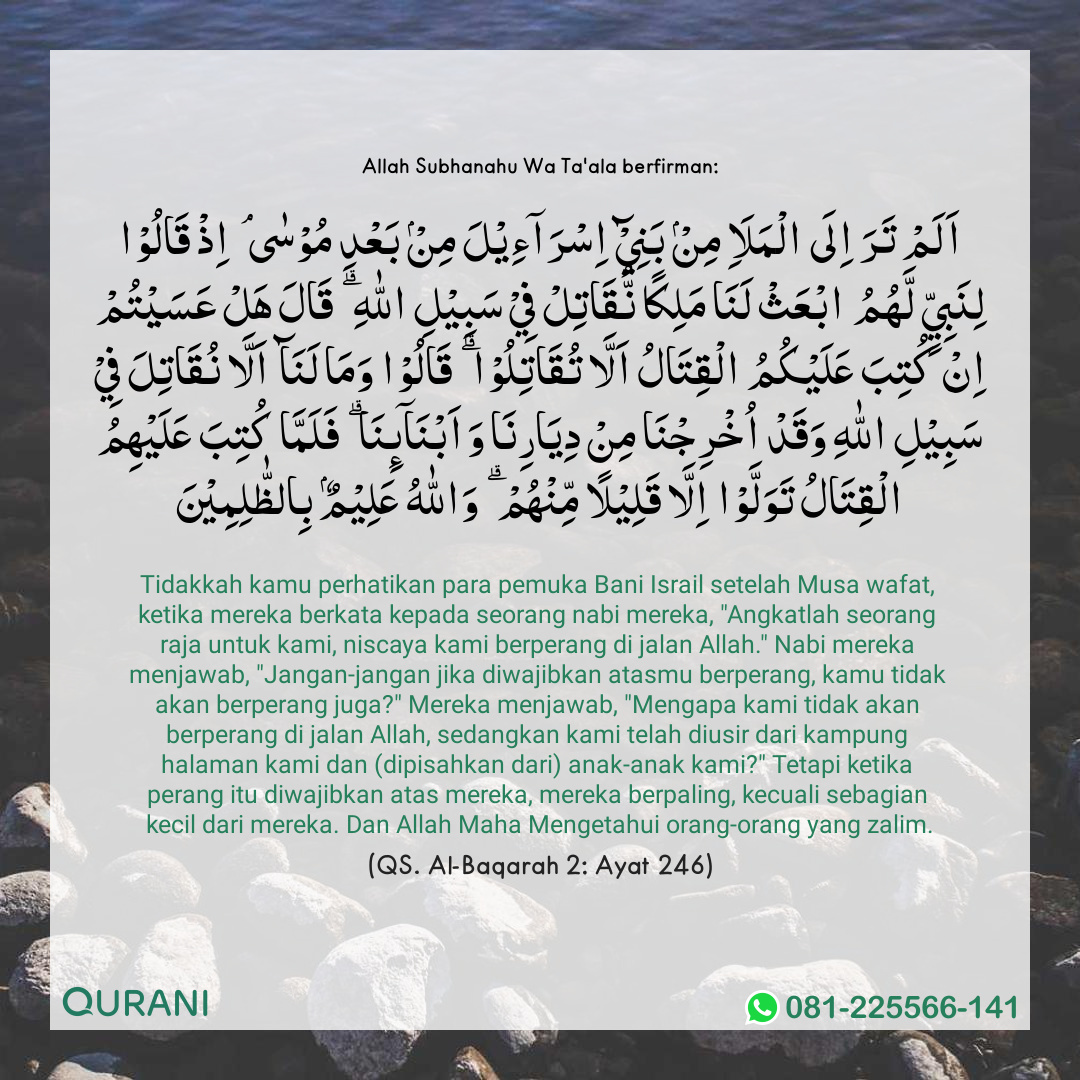 Allah Subhanahu Wa Ta'ala berfirman:
اَلَمْ تَرَ اِلَى الْمَلَاِ مِنْۢ بَنِيْٓ اِسْرَآءِيْلَ مِنْۢ بَعْدِ مُوْسٰى ۘ اِذْ قَالُوْا
لِنَبِيٍّ لَّهُمُ ابْعَثْ لَنَا مَلِكًا نُّقَاتِلْ فِيْ سَبِيْلِ اللّٰهِ ۗ قَالَ هَلْ عَسَيْتُمْ
اِنْ كُتِبَ عَلَيْکُمُ الْقِتَالُ اَلَّا تُقَاتِلُوْا ۗ قَالُوْا وَمَا لَنَآ اَلَّا نُقَاتِلَ فِيْ
سَبِيْلِ اللّٰهِ وَقَدْ اُخْرِجْنَا مِنْ دِيَارِنَا وَ اَبْنَآئِنَا ۗ فَلَمَّا كُتِبَ عَلَيْهِمُ
الْقِتَالُ تَوَلَّوْا اِلَّا قَلِيْلًا مِّنْهُمْ ۗ وَاللّٰهُ عَلِيْمٌۢ بِالظّٰلِمِيْنَ
Tidakkah kamu perhatikan para pemuka Bani Israil setelah Musa wafat,
ketika mereka berkata kepada seorang nabi mereka, "Angkatlah seorang
raja untuk kami, niscaya kami berperang di jalan Allah." Nabi mereka
menjawab, "Jangan-jangan jika diwajibkan atasmu berperang, kamu tidak
akan berperang juga?" Mereka menjawab, "Mengapa kami tidak akan
berperang di jalan Allah, sedangkan kami telah diusir dari kampung
halaman kami dan (dipisahkan dari) anak-anak kami?" Tetapi ketika
perang itu diwajibkan atas mereka, mereka berpaling, kecuali sebagian
kecil dari mereka. Dan Allah Maha Mengetahui orang-orang yang zalim.
(QS. Al-Baqarah 2: Ayat 246)
QURANI
081-225566-141